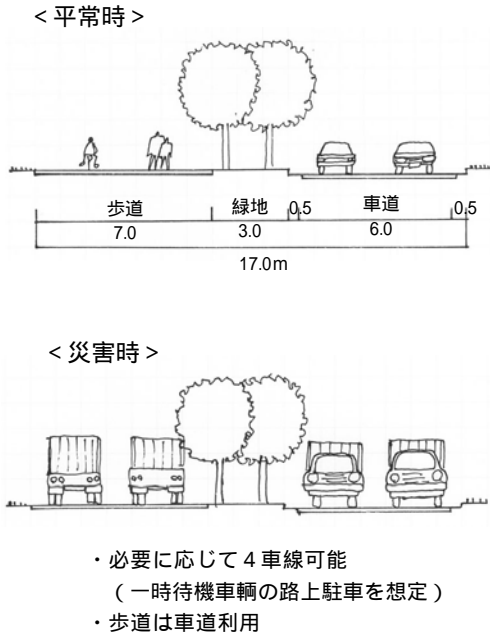 ＜平常時＞
歩道 緑地 0.5 車道 0.5
7.0 3.0 6.0
17.0m
＜災害時＞
・必要に応じて４車線可能
（一時待機車輌の路上駐車を想定）
・歩道は車道利用